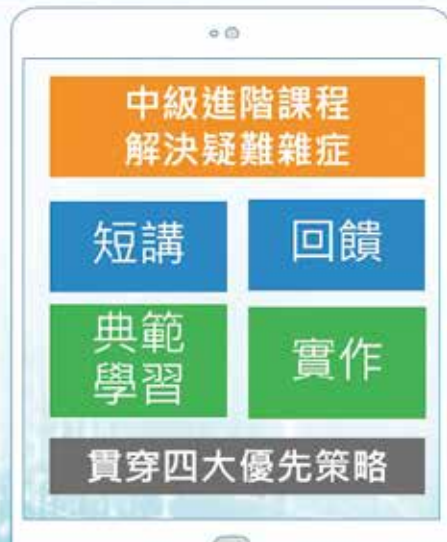 中級進階課程
解決疑難雜症
短講
回饋
典範
學習
實作
貫穿四大優先策略